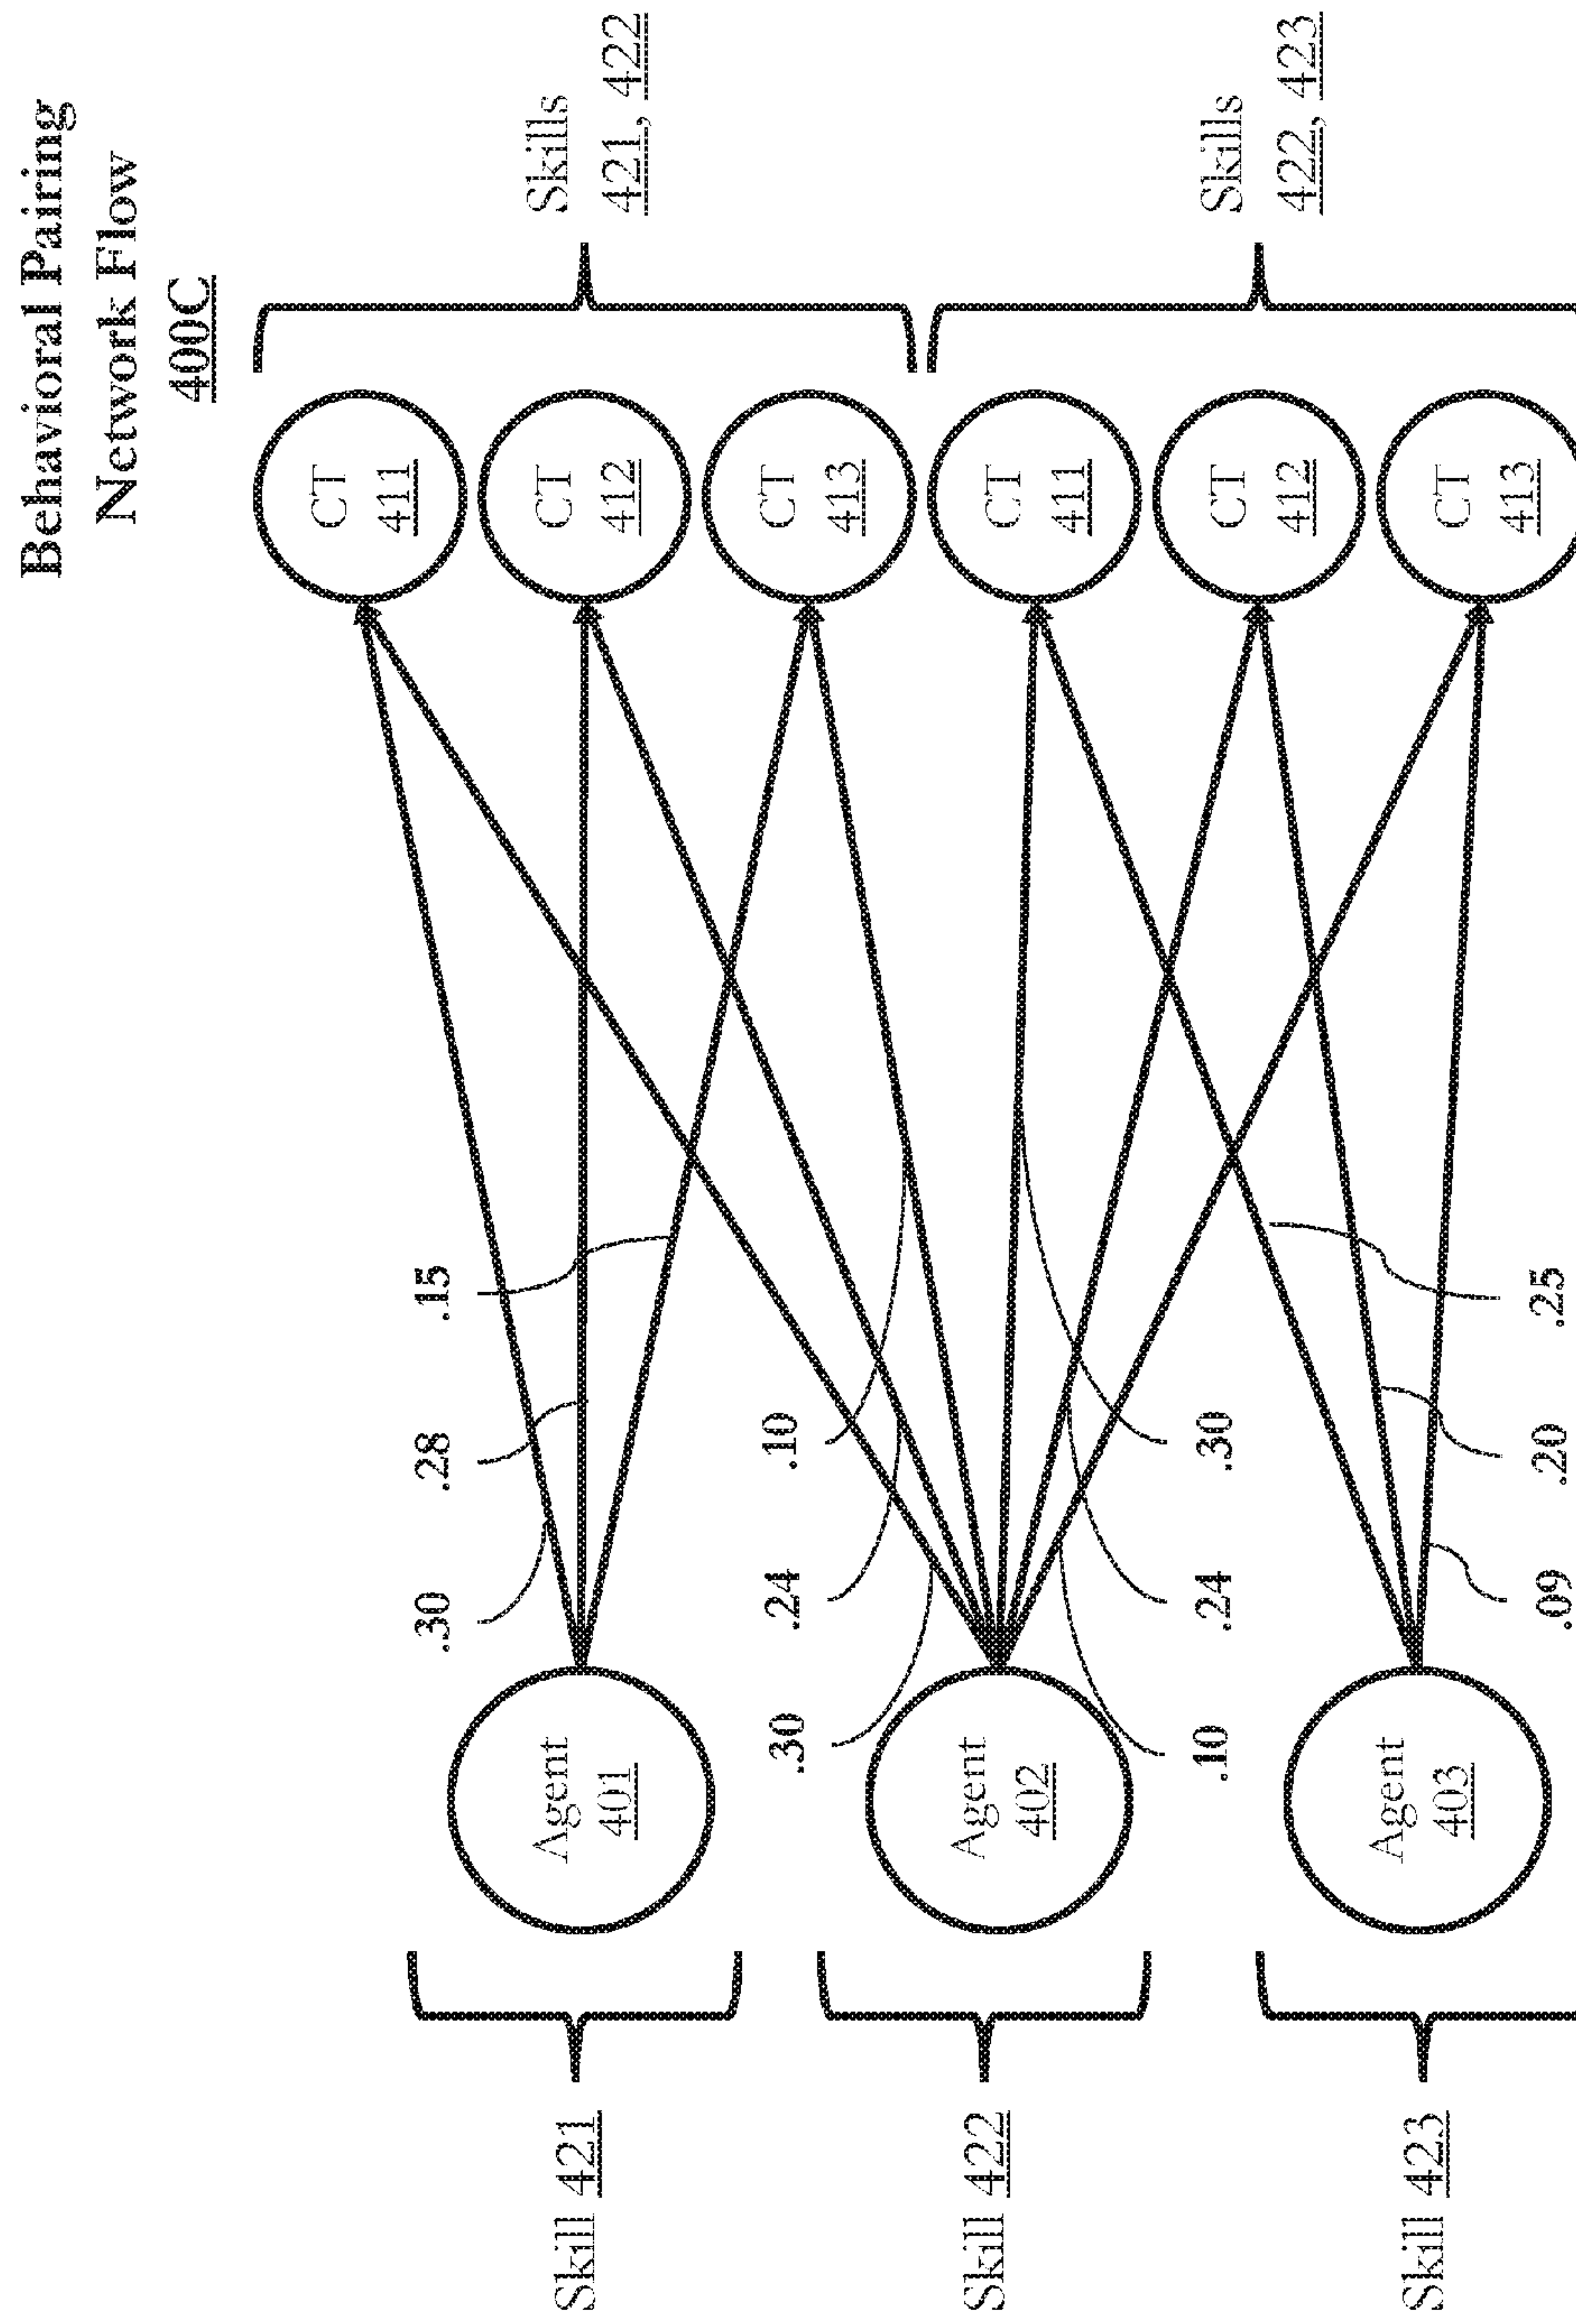 Behavioral Pairing
Network Flow
400C
Skill 421
Skill 422
Skill 423
Agent
401
Agent
402
Agent
403
.30
.28
.15
.30
.24
.10
.10
.24
.30
.09
.20
.25
CT
411
CT
412
CT
413
CT
411
CT
412
CT
413
Skills
421, 422
Skills
422, 423